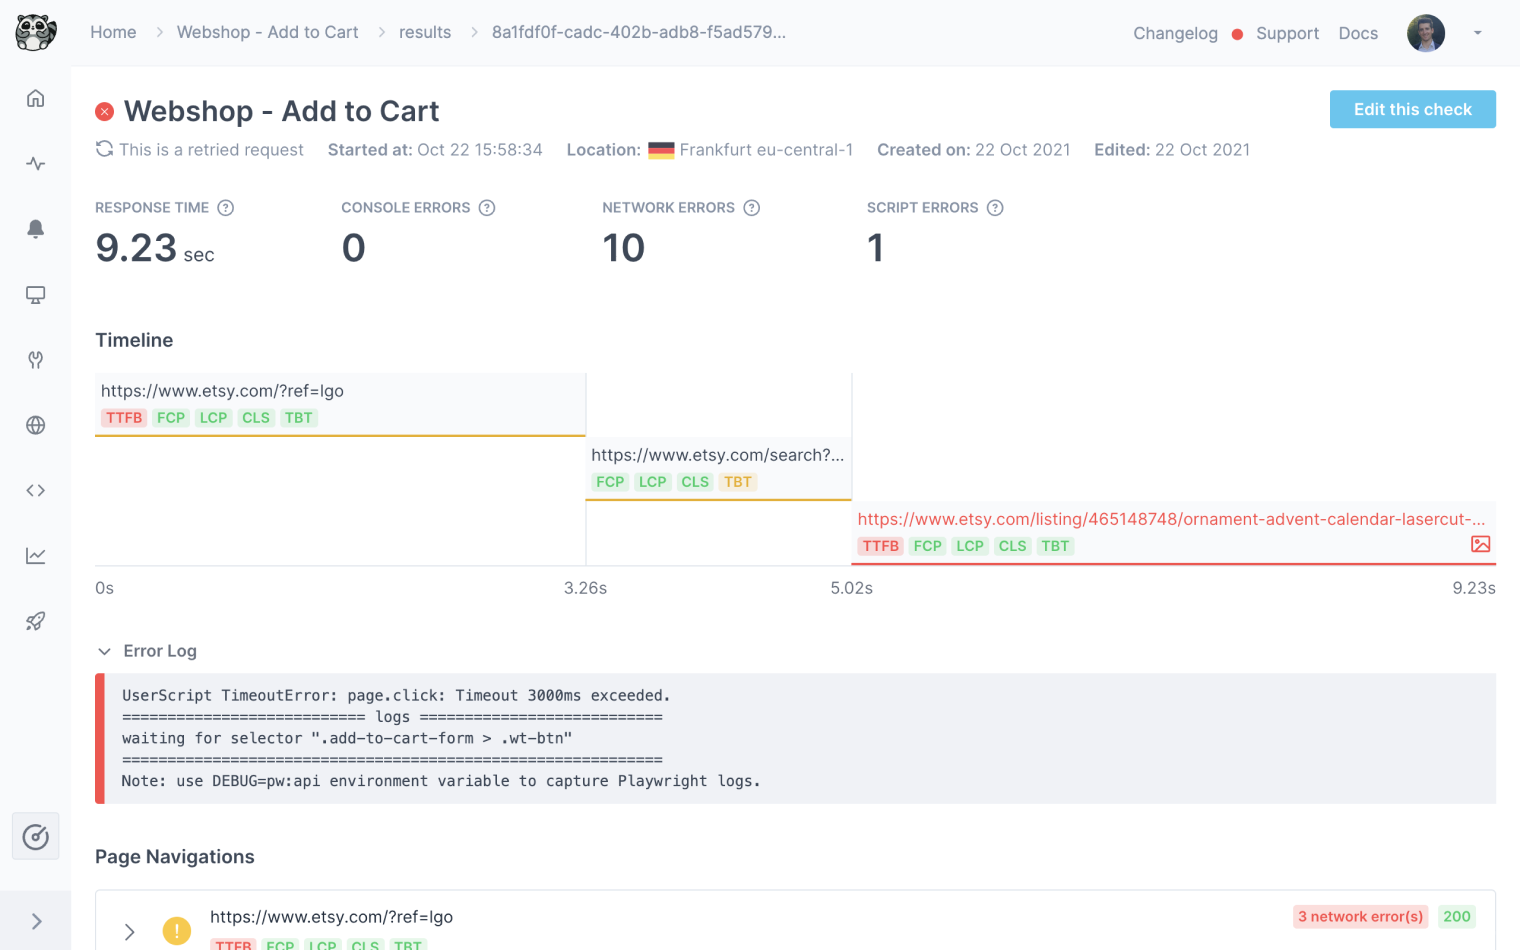 Home > Webshop - Add to Cart > results > 8a1fdf0f-cadc-402b-adb8-f5ad579...
Changelog Support Docs
Webshop - Add to Cart
Edit this check
This is a retried request Started at: Oct 22 15:58:34 Location: Frankfurt eu-central-1 Created on: 22 Oct 2021 Edited: 22 Oct 2021
RESPONSE TIME ? CONSOLE ERRORS ? NETWORK ERRORS ? SCRIPT ERRORS ?
9.23 sec 0 10 1
Timeline
https://www.etsy.com/?ref=lgo
TTFB FCP LCP CLS TBT
https://www.etsy.com/search?...
FCP LCP CLS TBT
https://www.etsy.com/listing/465148748/ornament-advent-calendar-lasercut-...
TTFB FCP LCP CLS TBT
0s 3.26s 5.02s 9.23s
Error Log
UserScript TimeoutError: page.click: Timeout 3000ms exceeded.
=========================== logs ===========================
waiting for selector ".add-to-cart-form > .wt-btn"
============================================================
Note: use DEBUG=pw:api environment variable to capture Playwright logs.
Page Navigations
! https://www.etsy.com/?ref=lgo 3 network error(s) 200
TTFB FCP LCP CLS TBT